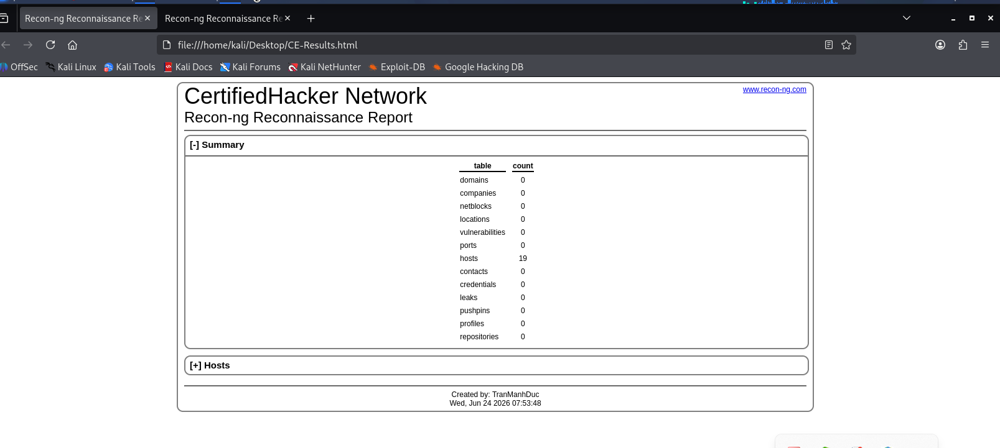 Recon-ng Reconnaissance Re
Recon-ng Reconnaissance Re
file:///home/kali/Desktop/CE-Results.html
OffSec Kali Linux Kali Tools Kali Docs Kali Forums Kali NetHunter Exploit-DB Google Hacking DB
CertifiedHacker Network
www.recon-ng.com
Recon-ng Reconnaissance Report
[-] Summary
table count
domains 0
companies 0
netblocks 0
locations 0
vulnerabilities 0
ports 0
hosts 19
contacts 0
credentials 0
leaks 0
pushpins 0
profiles 0
repositories 0
[+] Hosts
Created by: TranManhDuc
Wed, Jun 24 2026 07:53:48